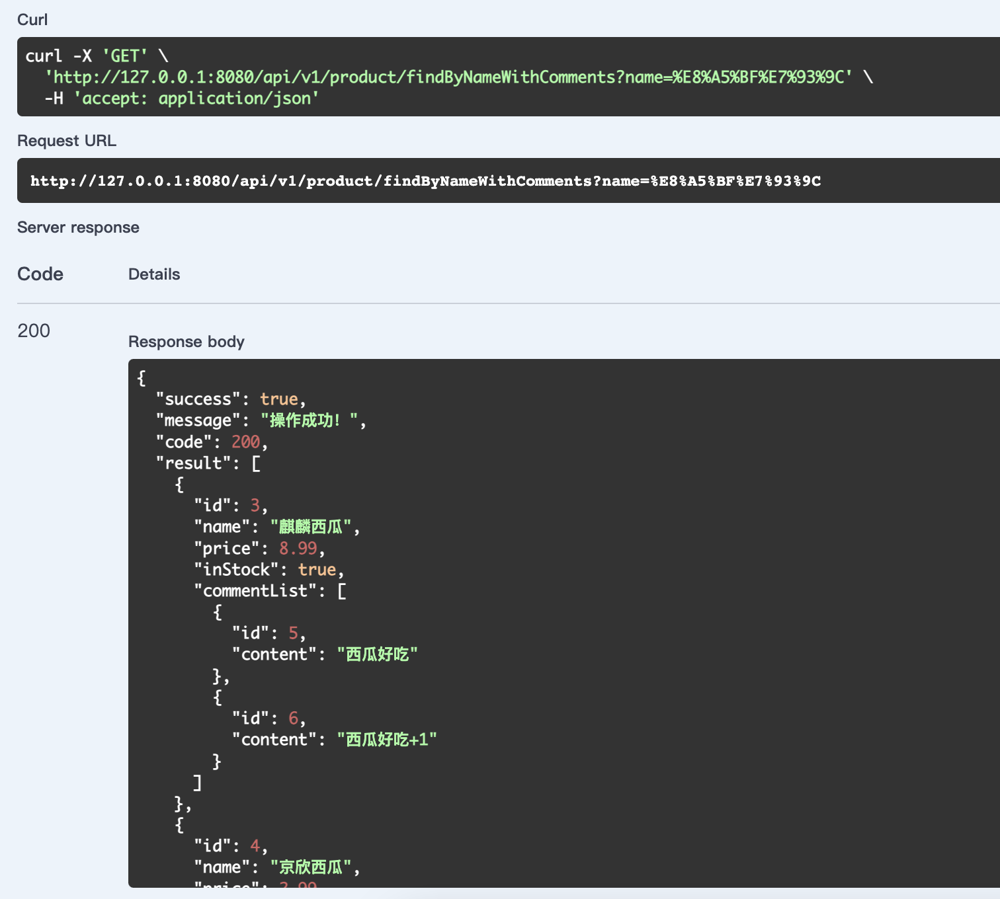 Curl
curl -X 'GET' \
  'http://127.0.0.1:8080/api/v1/product/findByNameWithComments?name=%E8%A5%BF%E7%93%9C' \
  -H 'accept: application/json'
Request URL
http://127.0.0.1:8080/api/v1/product/findByNameWithComments?name=%E8%A5%BF%E7%93%9C
Server response
Code Details
200
Response body
{
  "success": true,
  "message": "操作成功！",
  "code": 200,
  "result": [
    {
      "id": 3,
      "name": "麒麟西瓜",
      "price": 8.99,
      "inStock": true,
      "commentList": [
        {
          "id": 5,
          "content": "西瓜好吃"
        },
        {
          "id": 6,
          "content": "西瓜好吃+1"
        }
      ]
    },
    {
      "id": 4,
      "name": "京欣西瓜",
      "price":